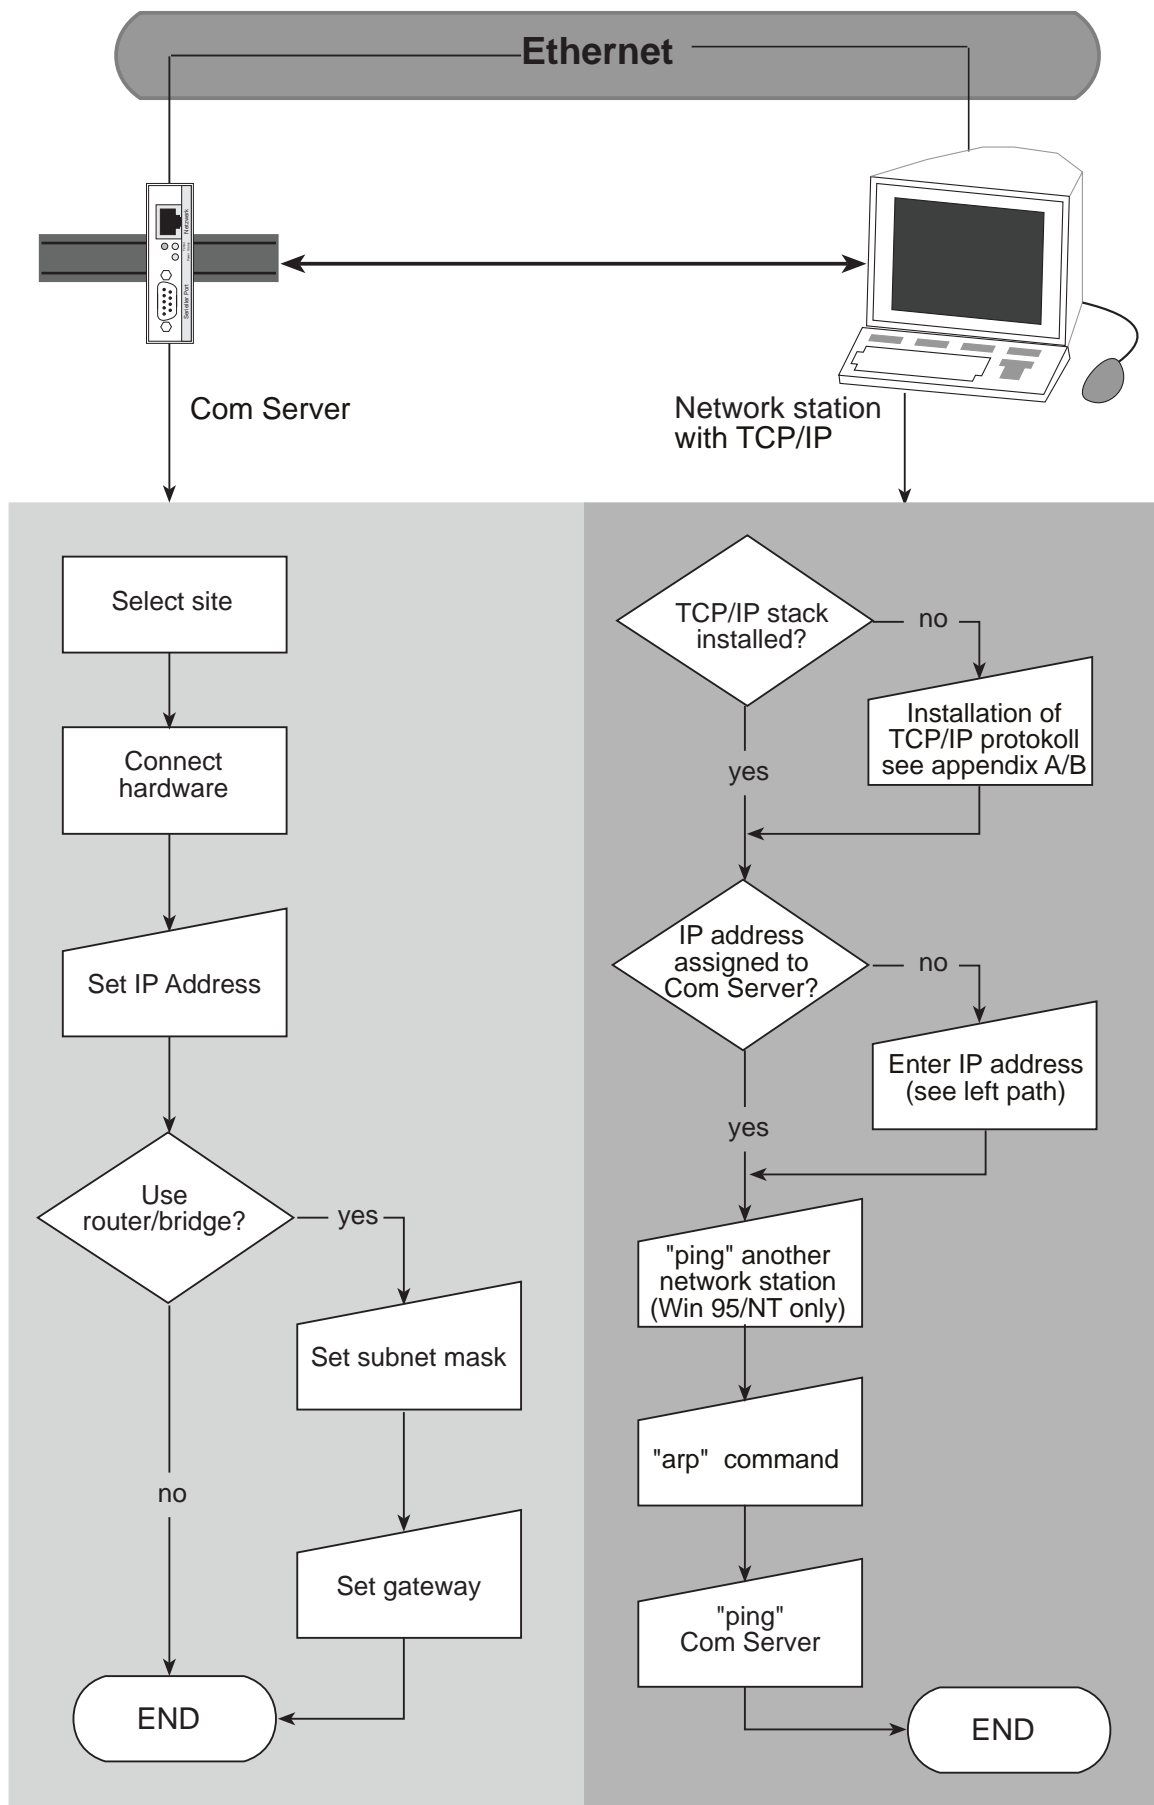 Ethernet
Netzwerk
Serieller Port
Com Server
Network station
with TCP/IP
Select site
Connect
hardware
Set IP Address
Use
router/bridge?
yes
Set subnet mask
no
Set gateway
END
TCP/IP stack
installed?
no
Installation of
TCP/IP protokoll
see appendix A/B
yes
IP address
assigned to
Com Server?
no
Enter IP address
(see left path)
yes
"ping" another
network station
(Win 95/NT only)
"arp" command
"ping"
Com Server
END